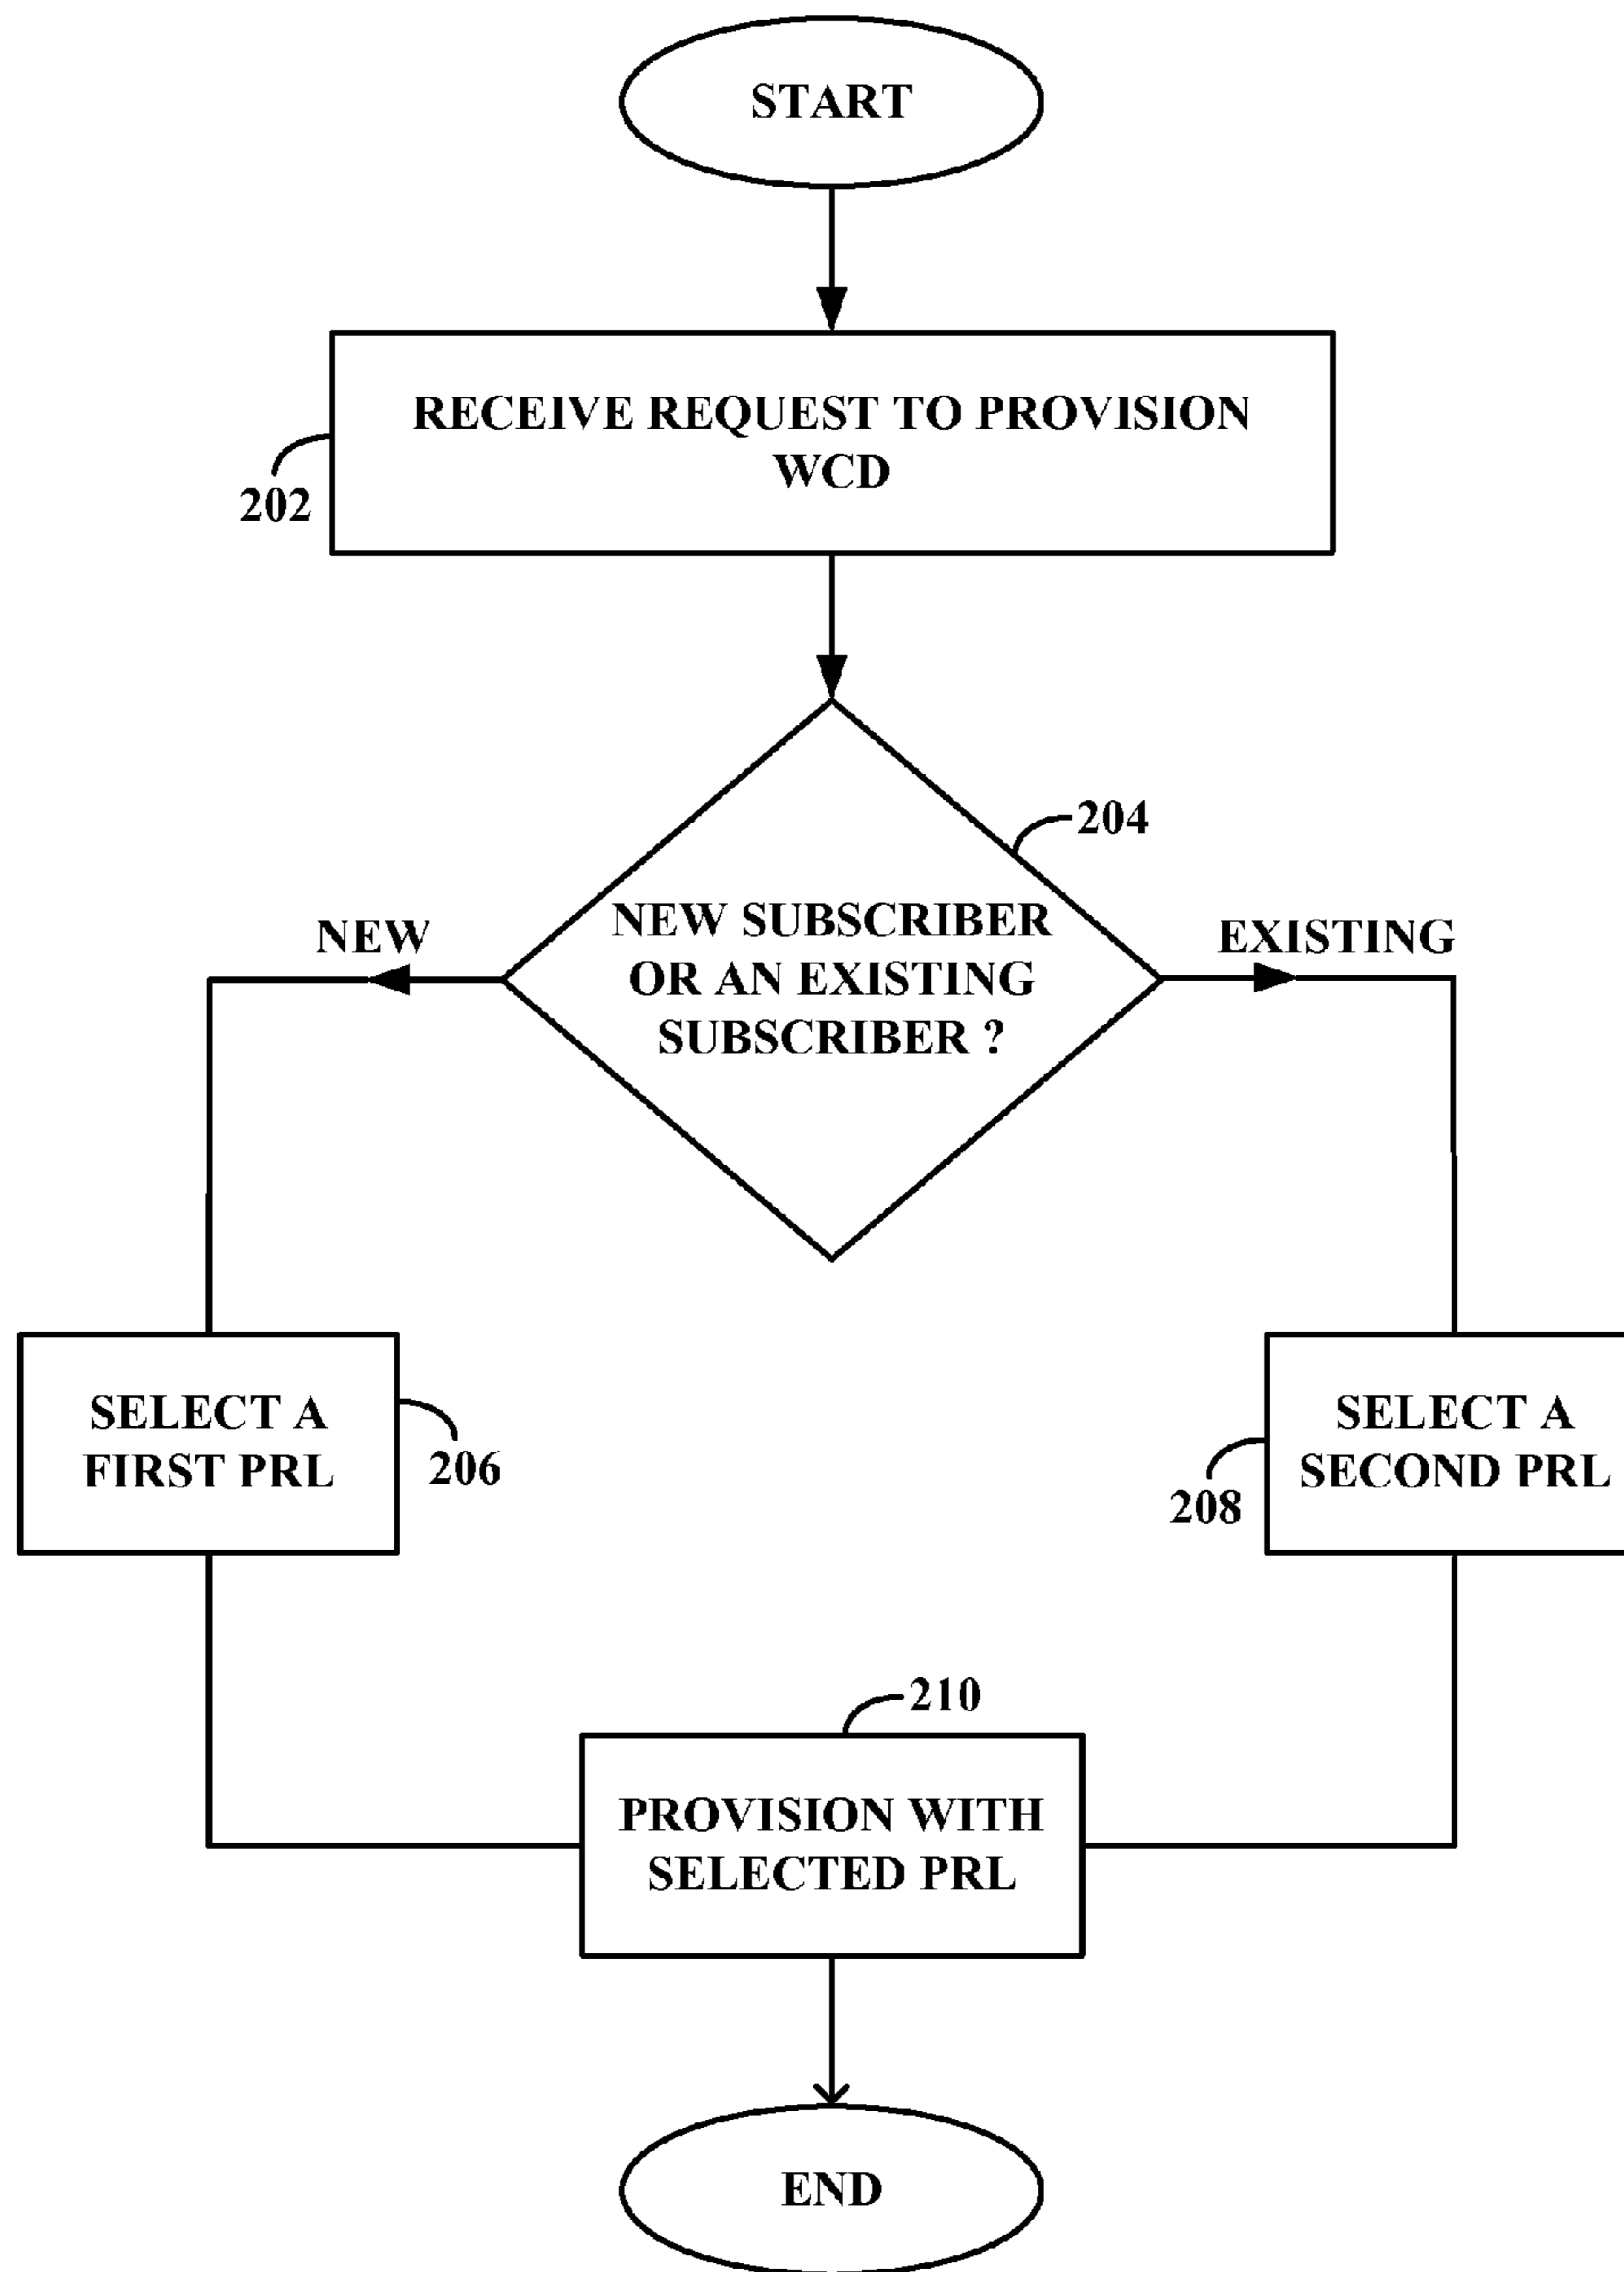 START
RECEIVE REQUEST TO PROVISION
WCD
202
204
NEW SUBSCRIBER
OR AN EXISTING
SUBSCRIBER ?
NEW
EXISTING
SELECT A
FIRST PRL
206
SELECT A
SECOND PRL
208
210
PROVISION WITH
SELECTED PRL
END